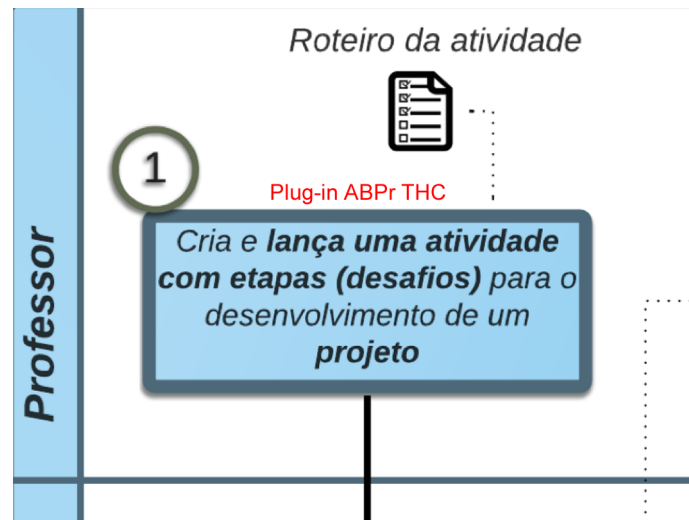 Roteiro da atividade
1
Plug-in ABPr THC
Cria e lança uma atividade
com etapas (desafios) para o
desenvolvimento de um
projeto
Professor